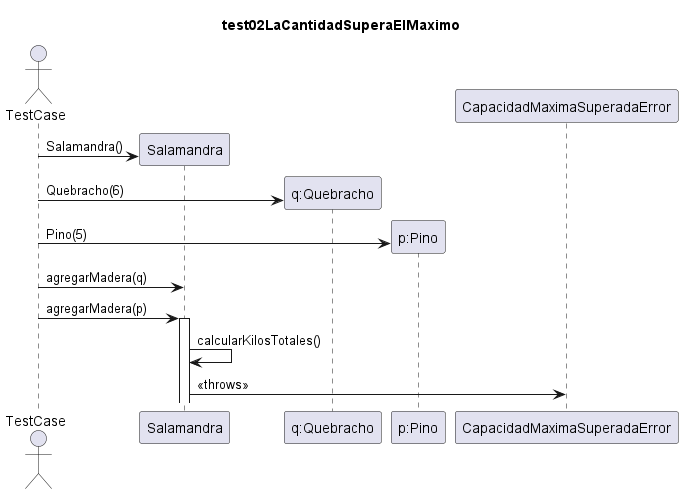 test02LaCantidadSuperaElMaximo
TestCase
CapacidadMaximaSuperadaError
Salamandra()
Salamandra
Quebracho(6)
q:Quebracho
Pino(5)
p:Pino
agregarMadera(q)
agregarMadera(p)
calcularKilosTotales()
«throws»
TestCase
Salamandra
q:Quebracho
p:Pino
CapacidadMaximaSuperadaError